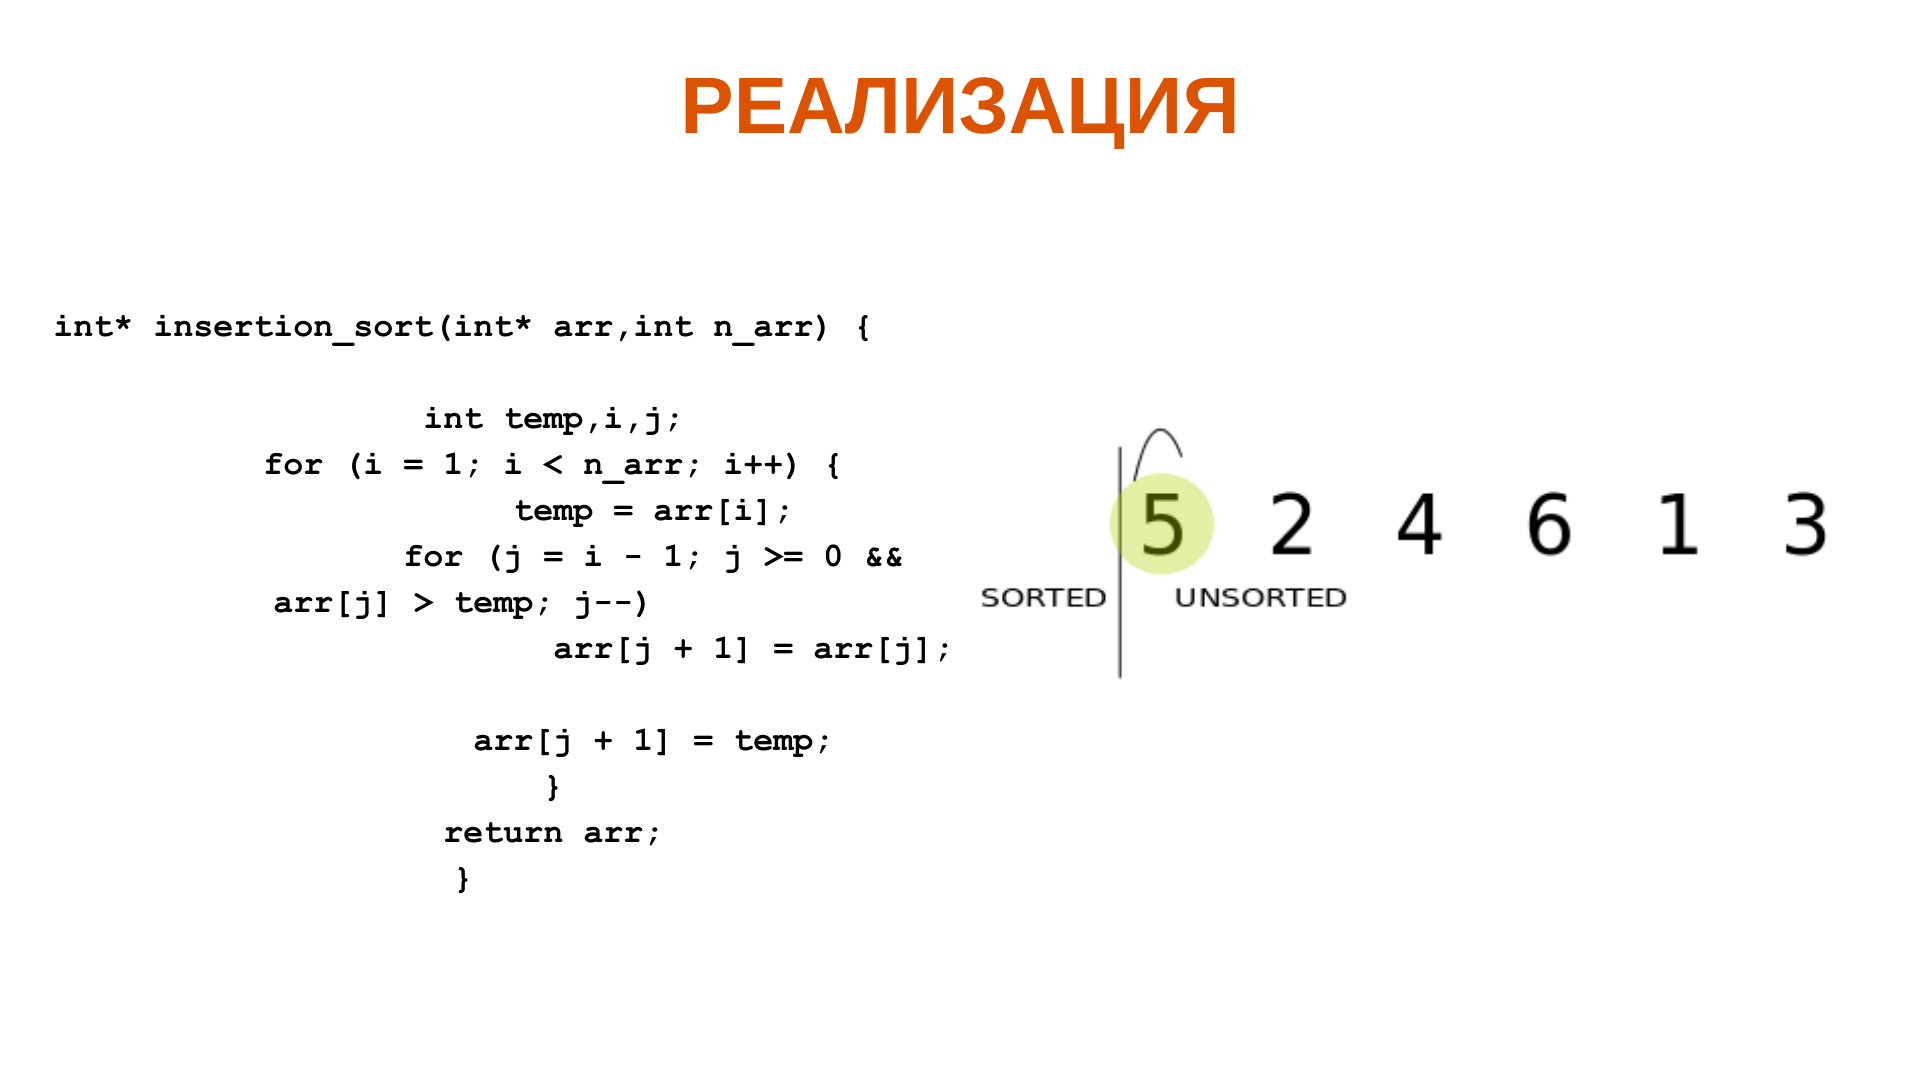 РЕАЛИЗАЦИЯ
int* insertion_sort(int* arr,int n_arr) {
int temp,i,j;
for (i = 1; i < n_arr; i++) {
temp = arr[i];
for (j = i - 1; j >= 0 &&
arr[j] > temp; j--)
arr[j + 1] = arr[j];
arr[j + 1] = temp;
}
return arr;
}
5 2 4 6 1 3
SORTED UNSORTED